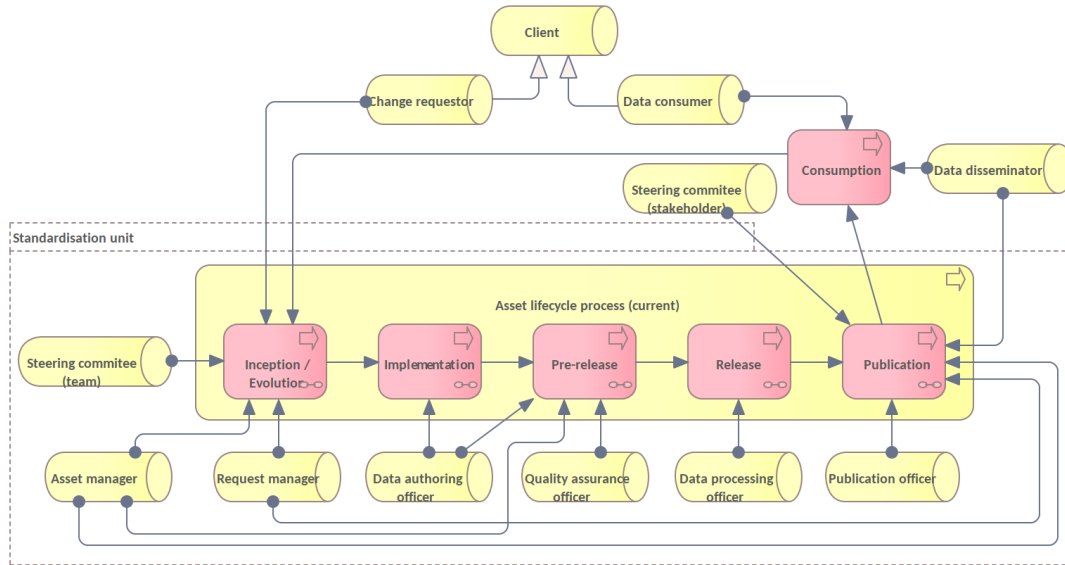 Client
Change requestor
Data consumer
Consumption
Data disseminator
Steering commitee
(stakeholder)
Standardisation unit
Asset lifecycle process (current)
Steering commitee
(team)
Inception /
Evolution
Implementation
Pre-release
Release
Publication
Asset manager
Request manager
Data authoring
officer
Quality assurance
officer
Data processing
officer
Publication officer